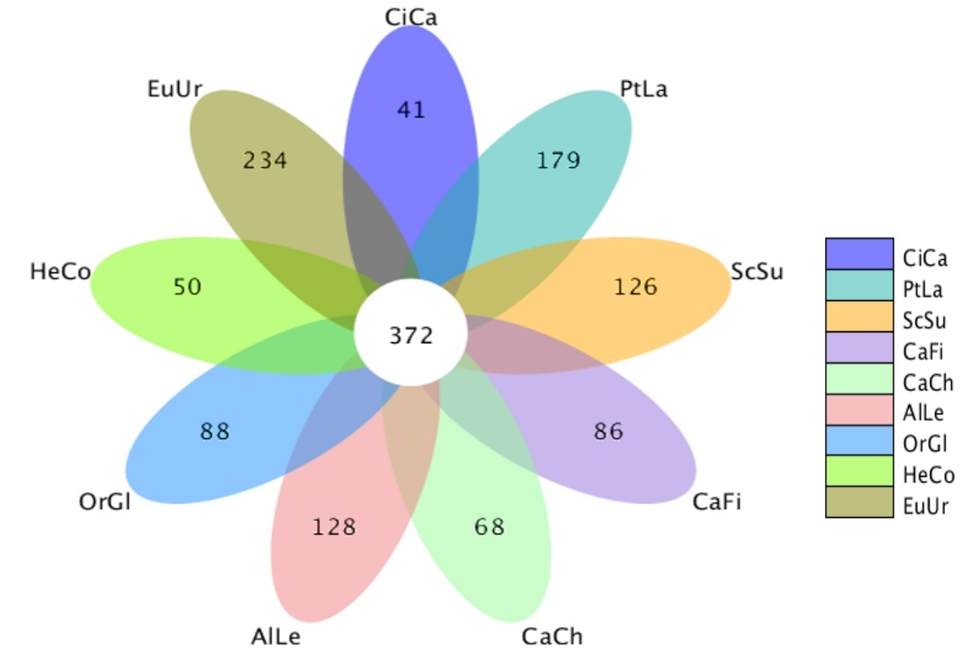 CiCa
EuUr
PtLa
41
234
179
HeCo
ScSu
50
126
372
88
86
OrGl
CaFi
128
68
AlLe
CaCh
CiCa
PtLa
ScSu
CaFi
CaCh
AlLe
OrGl
HeCo
EuUr